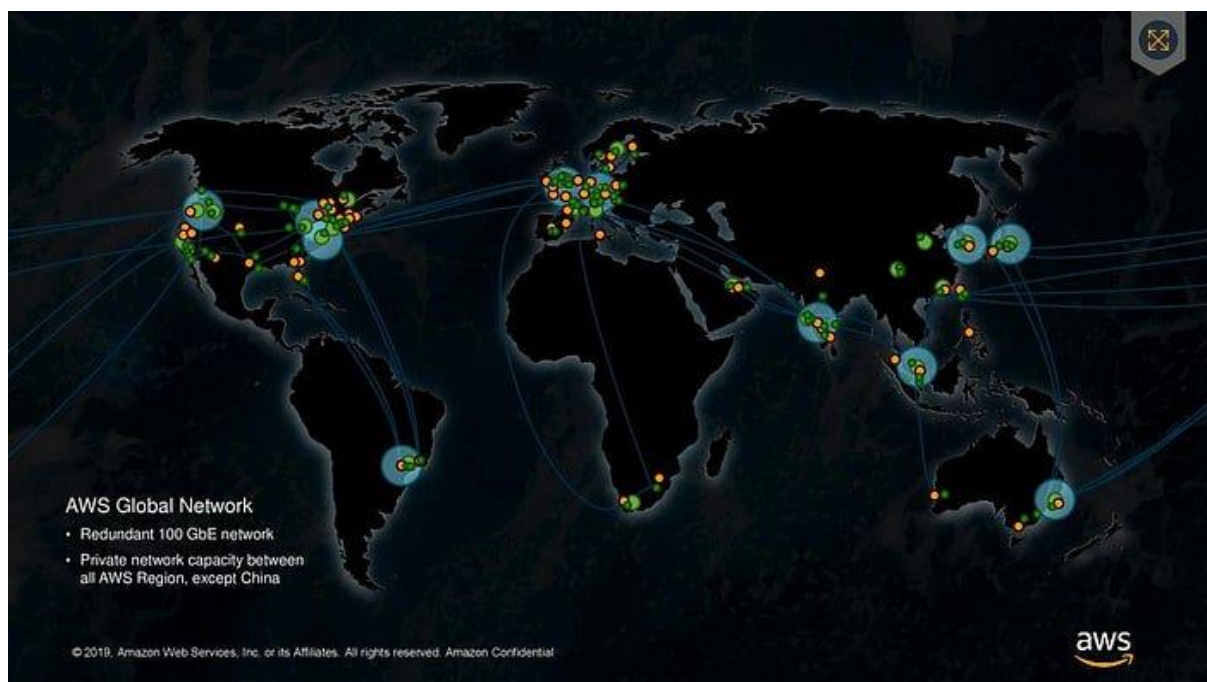 AWS Global Network
• Redundant 100 GbE network
• Private network capacity between
all AWS Region, except China
© 2019, Amazon Web Services, Inc. or its Affiliates. All rights reserved. Amazon Confidential
aws